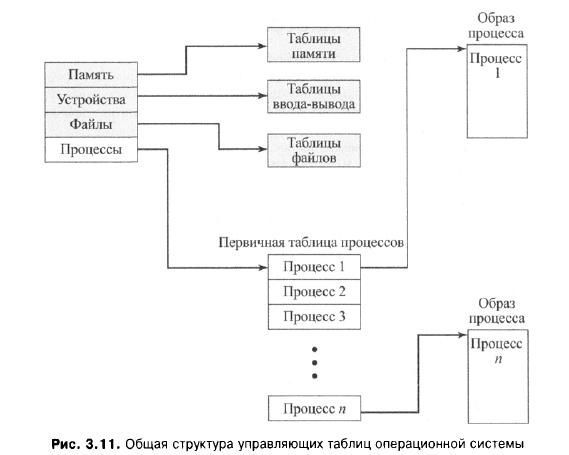 Образ
процесса
Таблицы
памяти
Процесс
1
Память
Устройства
Таблицы
ввода-вывода
Файлы
Процессы
Таблицы
файлов
Первичная таблица процессов
Процесс 1
Процесс 2
Процесс 3
Образ
процесса
Процесс
n
Процесс n
Рис. 3.11. Общая структура управляющих таблиц операционной системы